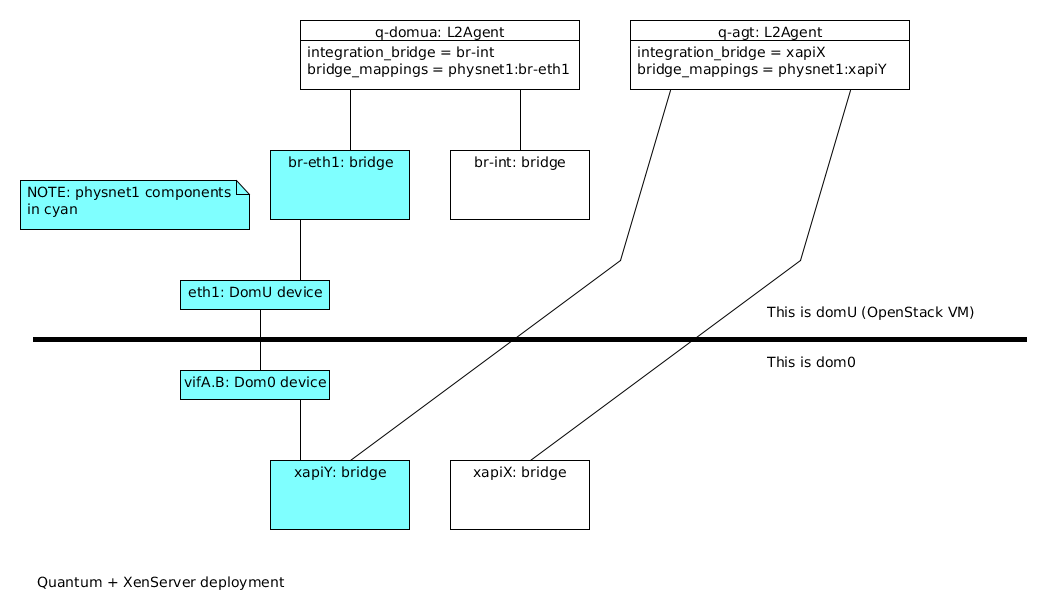 q-domua: L2Agent
integration_bridge = br-int
bridge_mappings = physnet1:br-eth1
q-agt: L2Agent
integration_bridge = xapiX
bridge_mappings = physnet1:xapiY
br-eth1: bridge
br-int: bridge
NOTE: physnet1 components
in cyan
eth1: DomU device
This is domU (OpenStack VM)
This is dom0
vifA.B: Dom0 device
xapiY: bridge
xapiX: bridge
Quantum + XenServer deployment